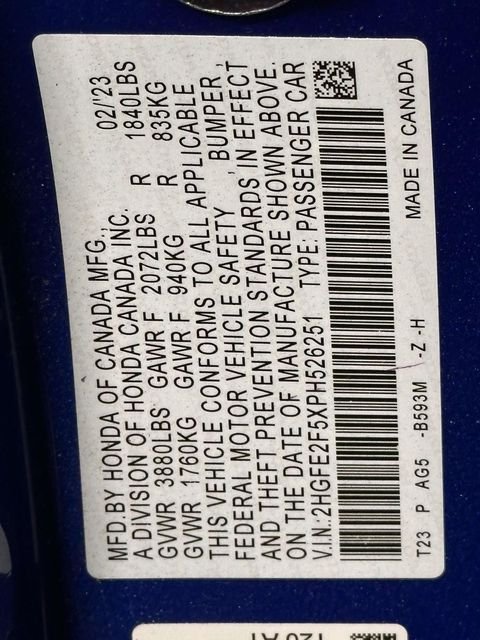 MFD.BY HONDA OF CANADA MFG., 02/'23
A DIVISION OF HONDA CANADA INC.
GVWR 3880LBS GAWR F 2072LBS R 1840LBS
GVWR 1760KG GAWR F 940KG R 835KG
THIS VEHICLE CONFORMS TO ALL APPLICABLE
FEDERAL MOTOR VEHICLE SAFETY , BUMPER ,
AND THEFT PREVENTION STANDARDS IN EFFECT
ON THE DATE OF MANUFACTURE SHOWN ABOVE.
V.I.N.:2HGFE2F5XPH526251 TYPE: PASSENGER CAR
T23 P AG5 -B593M -Z -H MADE IN CANADA